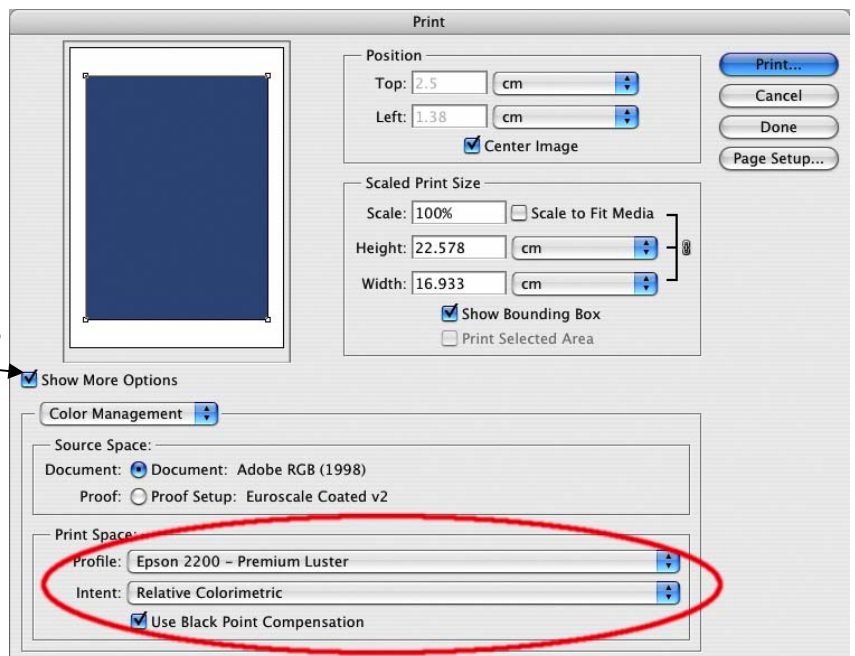 Print
Position
Top: 2.5 cm
Left: 1.38 cm
Center Image
Print...
Cancel
Done
Page Setup...
Scaled Print Size
Scale: 100% Scale to Fit Media
Height: 22.578 cm
Width: 16.933 cm
Show Bounding Box
Print Selected Area
Show More Options
Color Management
Source Space:
Document: Document: Adobe RGB (1998)
Proof: Proof Setup: Euroscale Coated v2
Print Space:
Profile: Epson 2200 – Premium Luster
Intent: Relative Colorimetric
Use Black Point Compensation